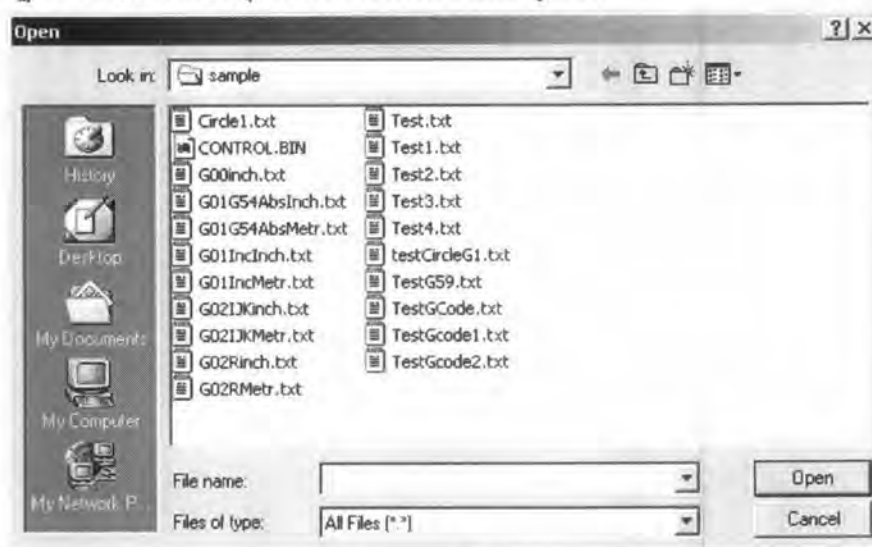 Open
Look in: sample
History
Desktop
My Documents
My Computer
My Network P...
Circle1.txt
CONTROL.BIN
G00inch.txt
G01G54AbsInch.txt
G01G54AbsMetr.txt
G01IncInch.txt
G01IncMetr.txt
G02IJKinch.txt
G02IJKMetr.txt
G02Rinch.txt
G02RMetr.txt
Test.txt
Test1.txt
Test2.txt
Test3.txt
Test4.txt
testCircleG1.txt
TestG59.txt
TestGCode.txt
TestGcode1.txt
TestGcode2.txt
File name:
Open
Files of type: All Files (*.*)
Cancel